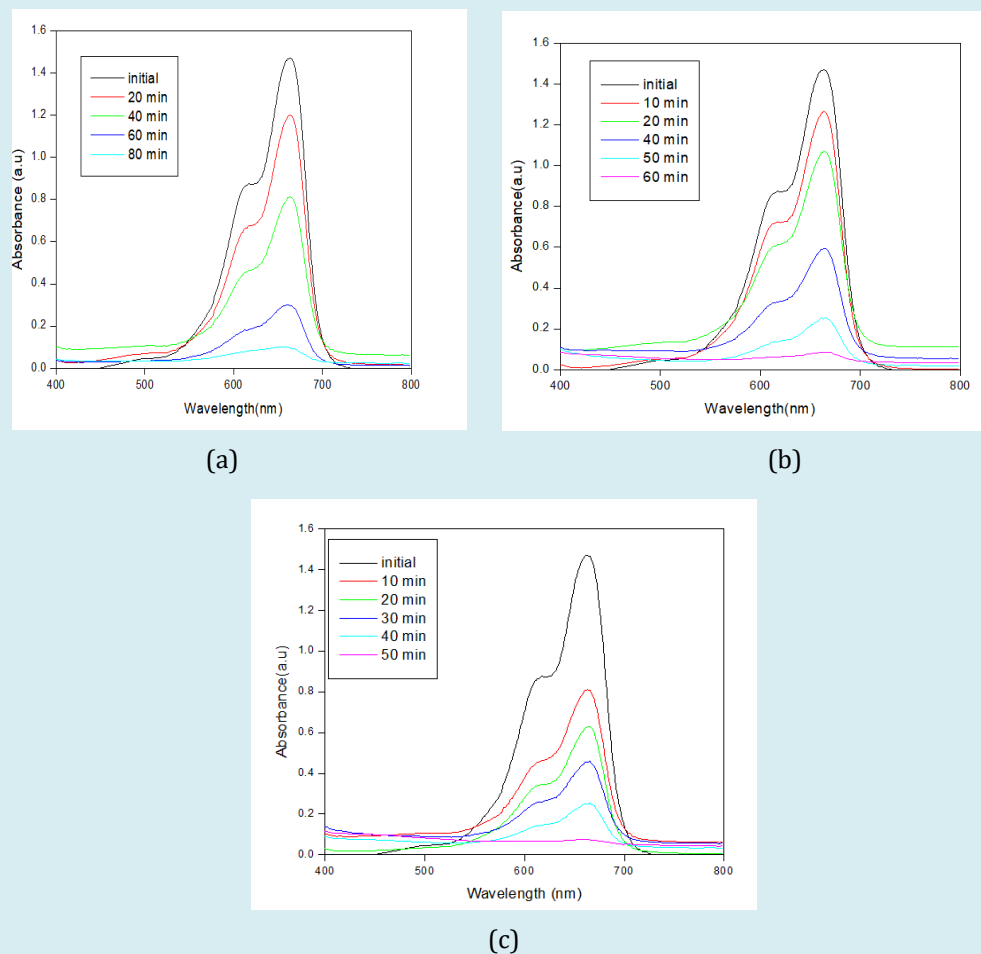 1.6
1.4
1.2
1.0
0.8
0.6
0.4
0.2
0.0
Absorbance (a.u)
initial
20 min
40 min
60 min
80 min
400 500 600 700 800
Wavelength(nm)
(a)
1.6
1.4
1.2
1.0
0.8
0.6
0.4
0.2
0.0
Absorbance(a.u)
initial
10 min
20 min
40 min
50 min
60 min
400 500 600 700 800
Wavelength(nm)
(b)
1.6
1.4
1.2
1.0
0.8
0.6
0.4
0.2
0.0
Absorbance(a.u)
initial
10 min
20 min
30 min
40 min
50 min
400 500 600 700 800
Wavelength (nm)
(c)